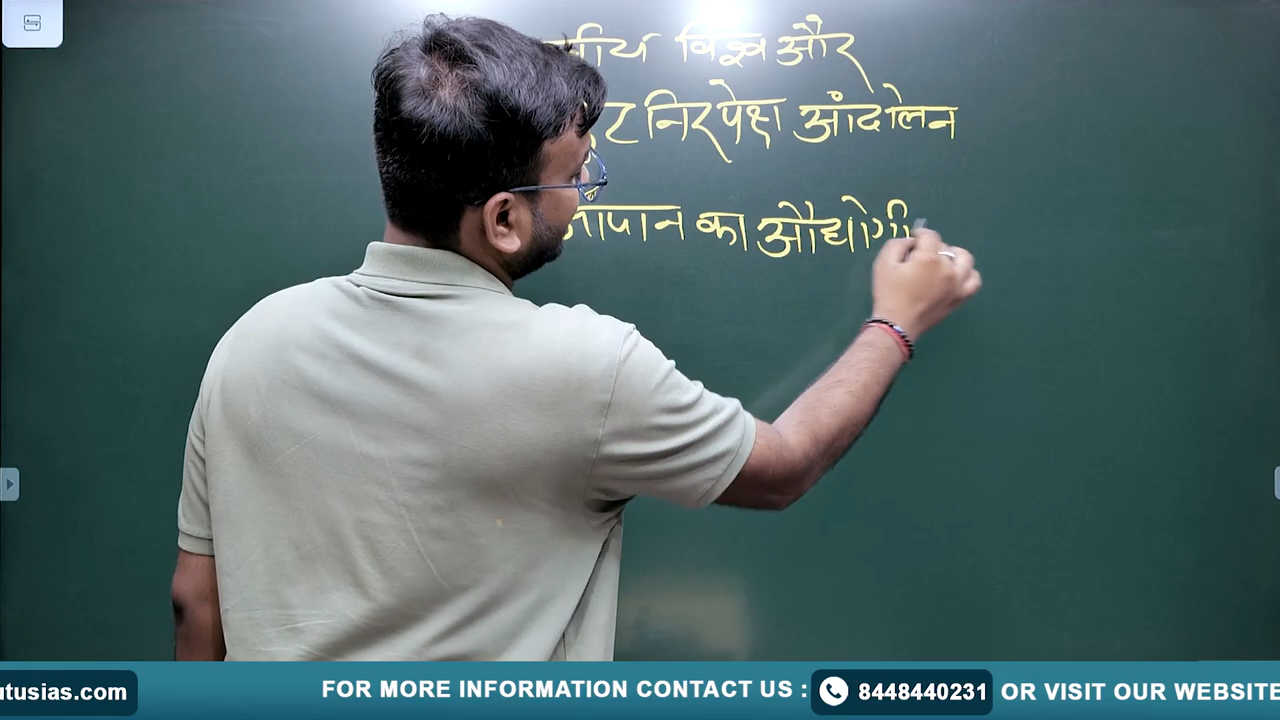 विश्व और
निरपेक्ष आंदोलन
का औद्योगी
utusias.com
FOR MORE INFORMATION CONTACT US :
8448440231
OR VISIT OUR WEBSITE